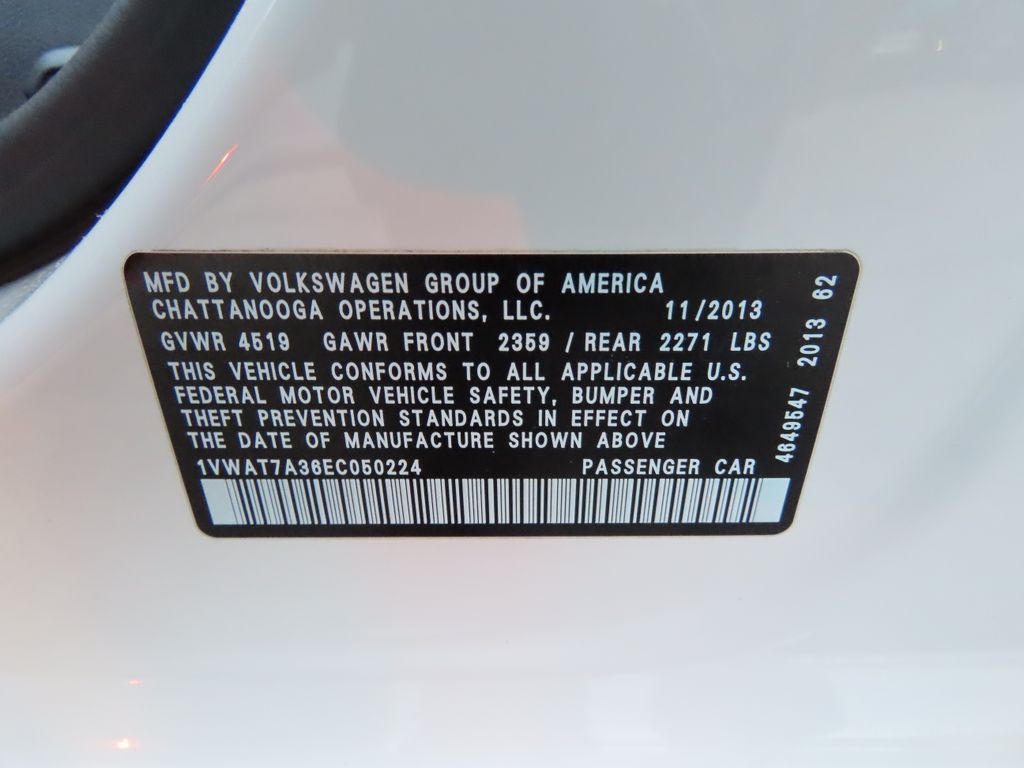 MFD BY VOLKSWAGEN GROUP OF AMERICA
CHATTANOOGA OPERATIONS, LLC. 11/2013
GVWR 4519 GAWR FRONT 2359 / REAR 2271 LBS
THIS VEHICLE CONFORMS TO ALL APPLICABLE U.S.
FEDERAL MOTOR VEHICLE SAFETY, BUMPER AND
THEFT PREVENTION STANDARDS IN EFFECT ON
THE DATE OF MANUFACTURE SHOWN ABOVE
1VWAT7A36EC050224 PASSENGER CAR
4649547 2013 62